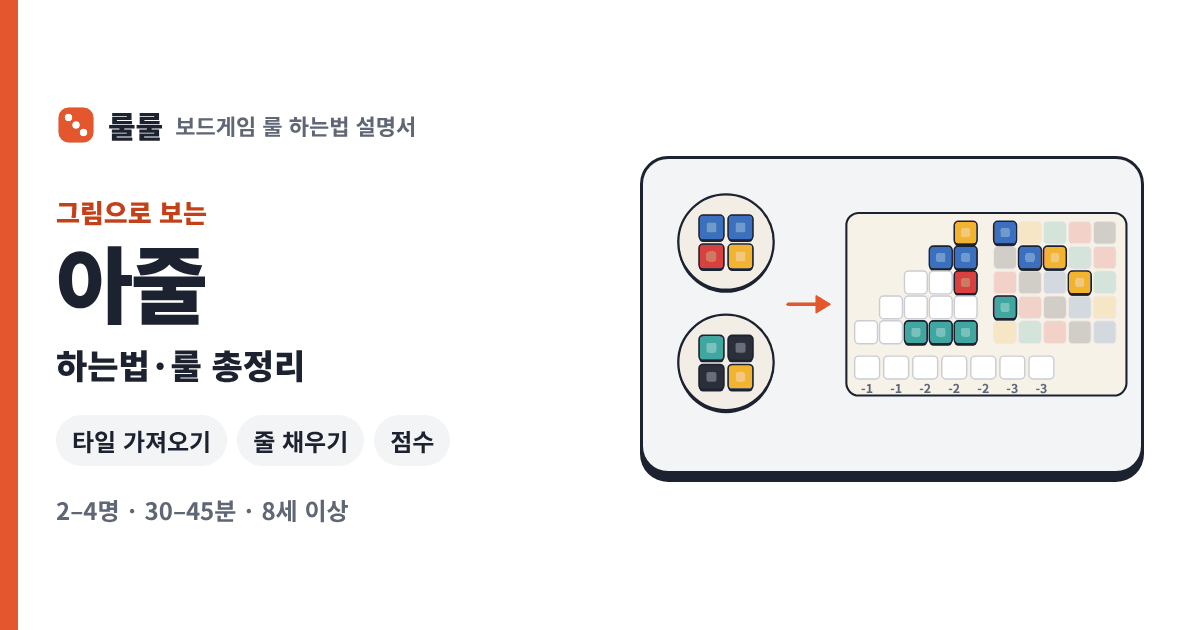 룰룰 보드게임 룰 하는법 설명서
그림으로 보는
아줄
하는법·룰 총정리
타일 가져오기 줄 채우기 점수
2–4명 · 30–45분 · 8세 이상
-1 -1 -2 -2 -2 -3 -3